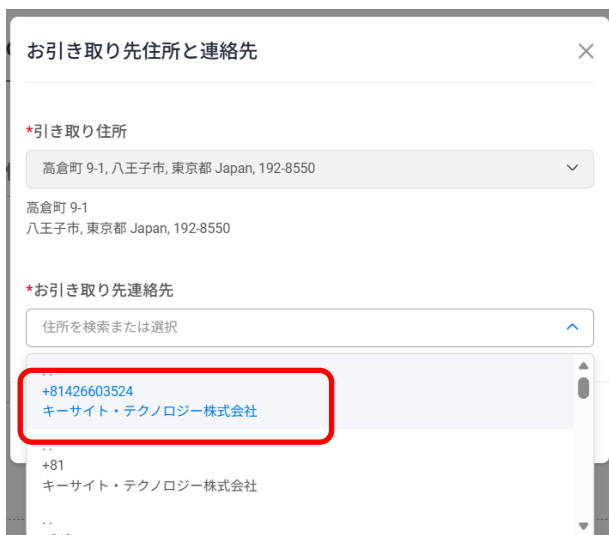 お引き取り先住所と連絡先
*引き取り住所
高倉町 9-1, 八王子市, 東京都 Japan, 192-8550
高倉町 9-1
八王子市, 東京都 Japan, 192-8550
*お引き取り先連絡先
住所を検索または選択
. .
+81426603524
キーサイト・テクノロジー株式会社
. .
+81
キーサイト・テクノロジー株式会社
. .